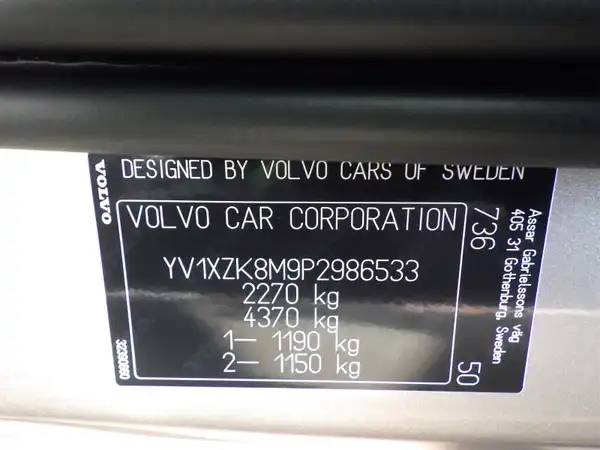 DESIGNED BY VOLVO CARS OF SWEDEN
VOLVO
VOLVO CAR CORPORATION
YV1XZK8M9P2986533
2270 kg
4370 kg
1– 1190 kg
2– 1150 kg
736
50
Assar Gabrielssons väg
405 31 Gothenburg, Sweden